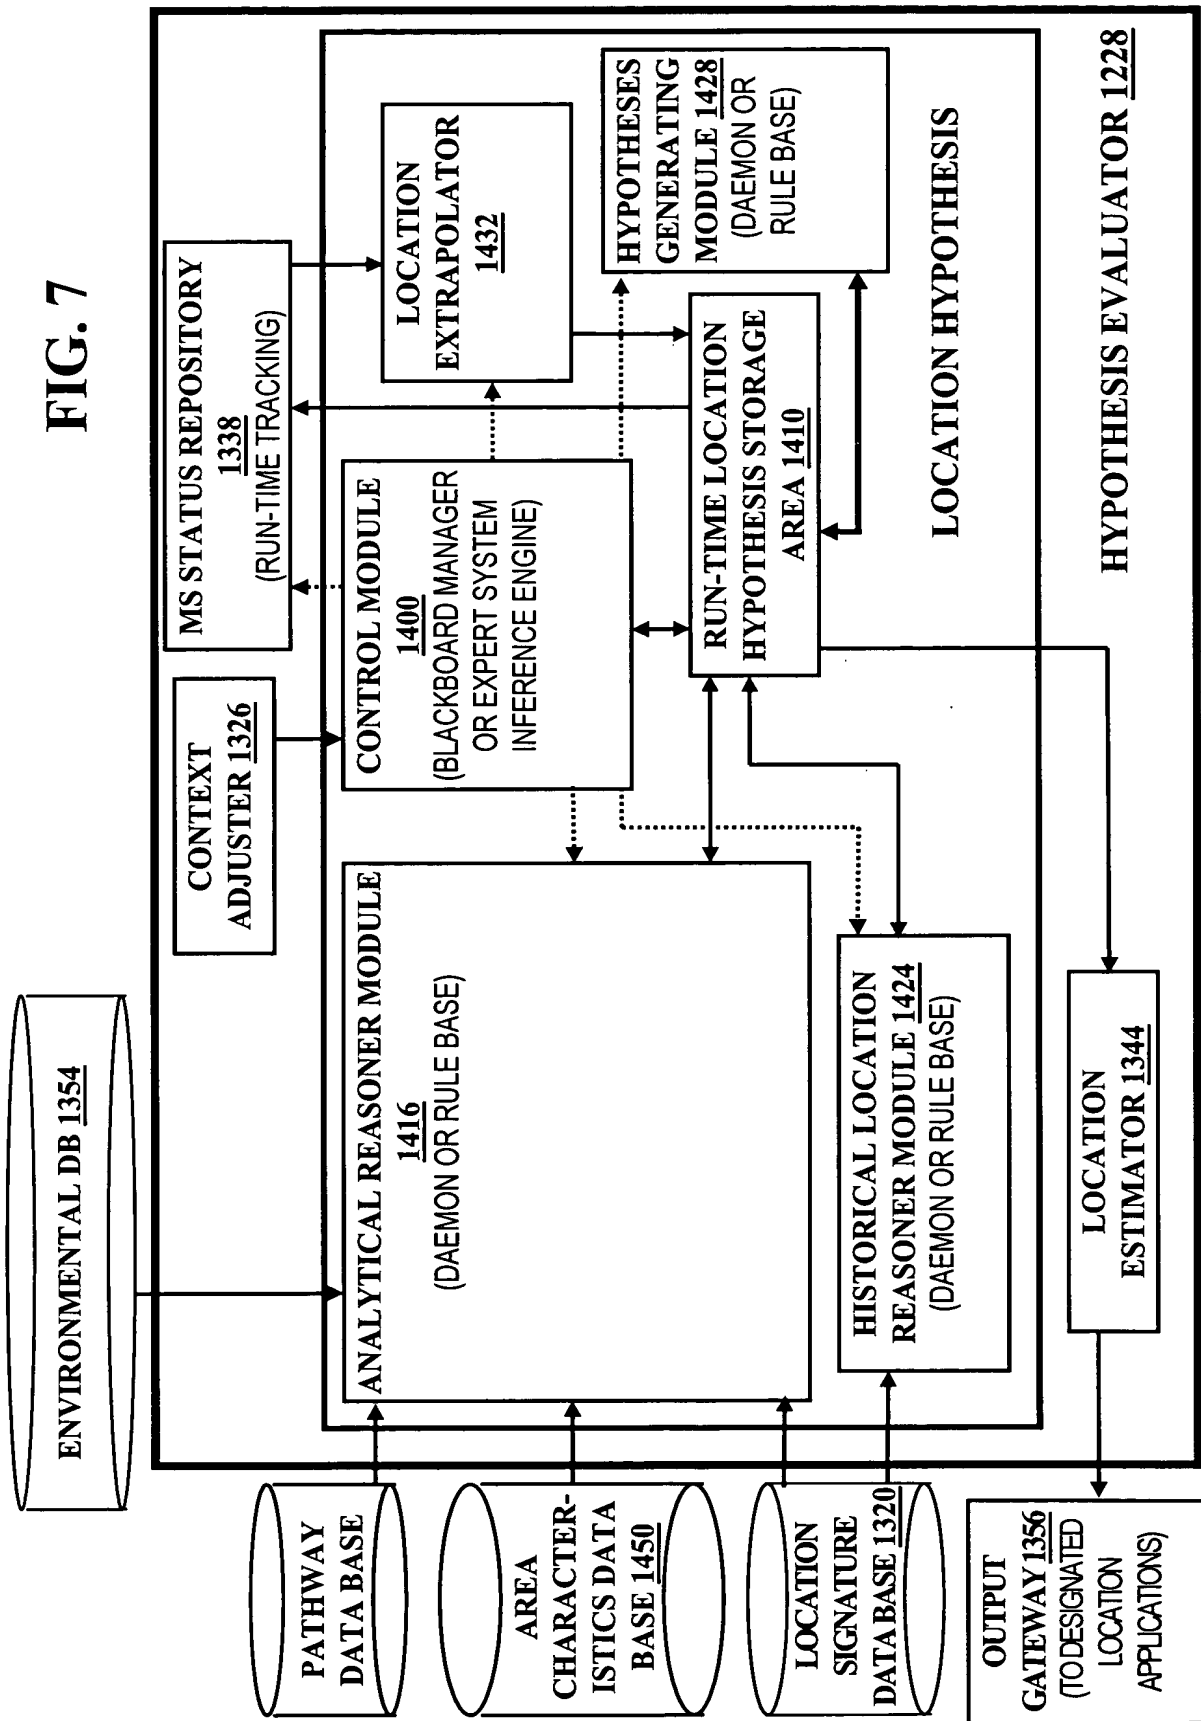 FIG. 7
ENVIRONMENTAL DB 1354
CONTEXT
ADJUSTER 1326
MS STATUS REPOSITORY
1338
(RUN-TIME TRACKING)
PATHWAY
DATA BASE
AREA
CHARACTER-
ISTICS DATA
BASE 1450
LOCATION
SIGNATURE
DATA BASE 1320
OUTPUT
GATEWAY 1356
(TO DESIGNATED
LOCATION
APPLICATIONS)
ANALYTICAL REASONER MODULE
1416
(DAEMON OR RULE BASE)
CONTROL MODULE
1400
(BLACKBOARD MANAGER
OR EXPERT SYSTEM
INFERENCE ENGINE)
LOCATION
EXTRAPOLATOR
1432
HISTORICAL LOCATION
REASONER MODULE 1424
(DAEMON OR RULE BASE)
RUN-TIME LOCATION
HYPOTHESIS STORAGE
AREA 1410
HYPOTHESES
GENERATING
MODULE 1428
(DAEMON OR
RULE BASE)
LOCATION HYPOTHESIS
LOCATION
ESTIMATOR 1344
HYPOTHESIS EVALUATOR 1228